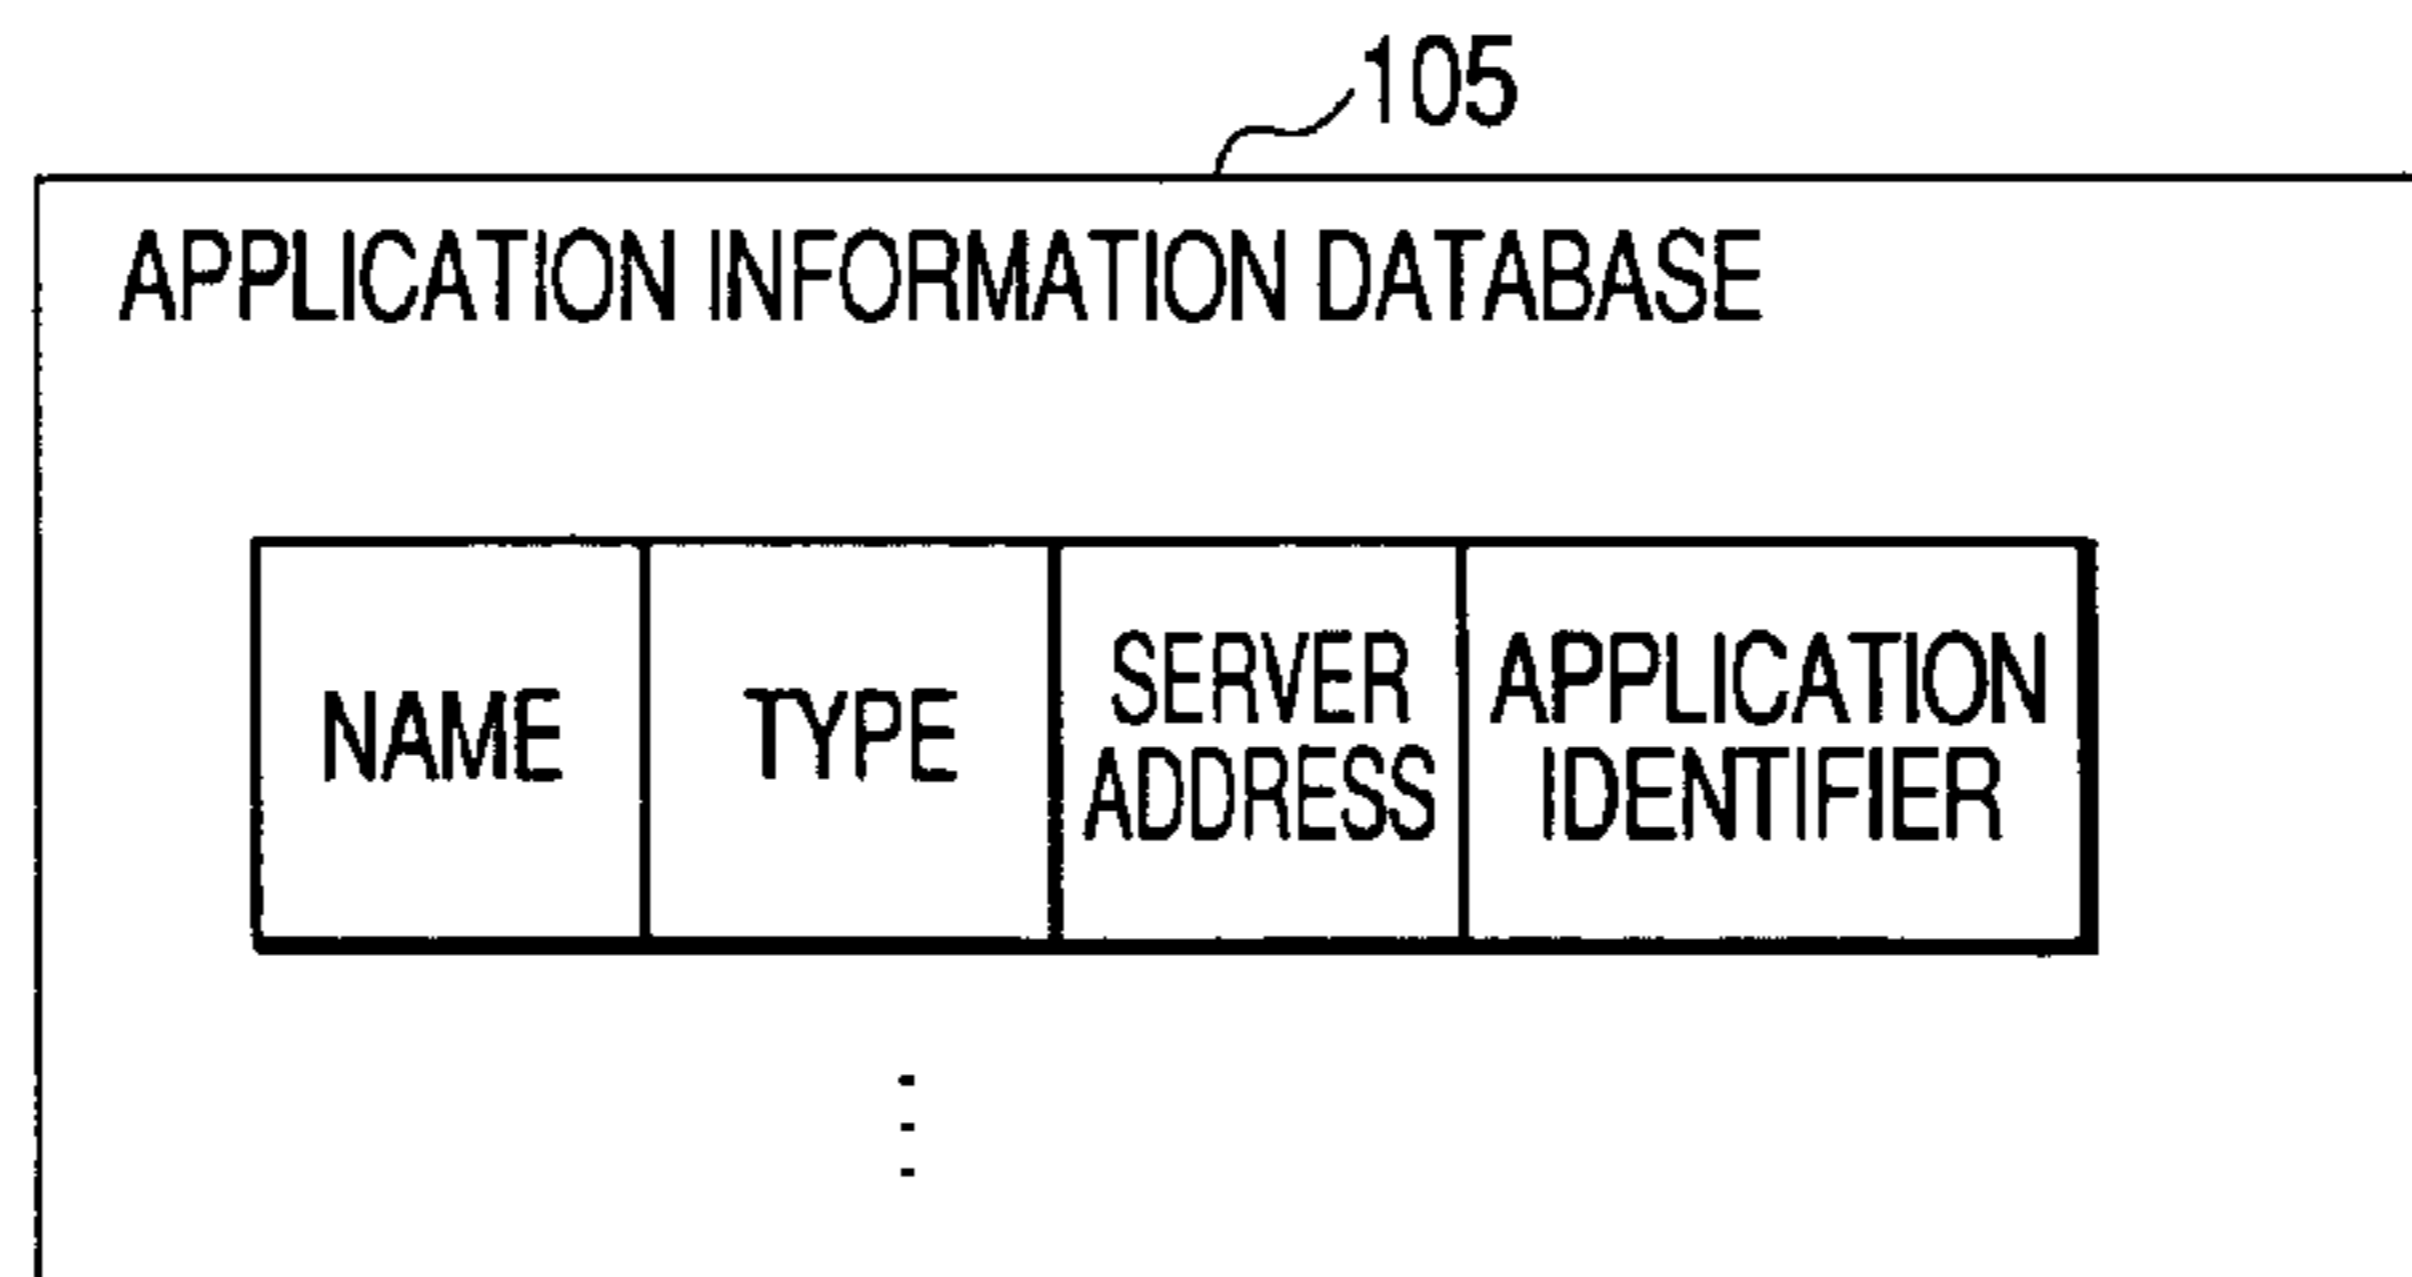 105
APPLICATION INFORMATION DATABASE
NAME
TYPE
SERVER
ADDRESS
APPLICATION
IDENTIFIER